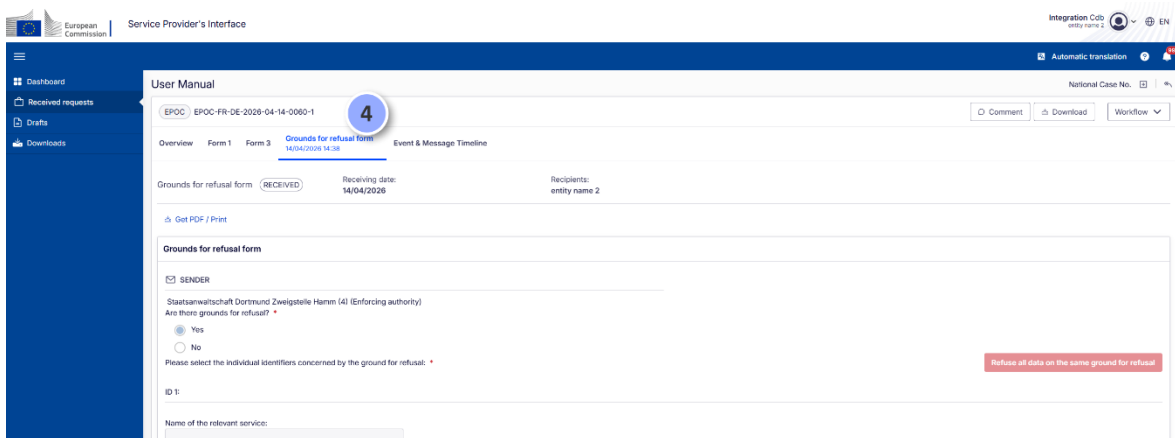 European
Commission
Service Provider's Interface
Integration Cdb
entity name 2
EN
Automatic translation
Dashboard
Received requests
Drafts
Downloads
User Manual
National Case No.
EPOC EPOC-FR-DE-2026-04-14-0060-1
4
Comment
Download
Workflow
Overview
Form 1
Form 3
Grounds for refusal form
14/04/2026 14:38
Event & Message Timeline
Grounds for refusal form RECEIVED
Receiving date:
14/04/2026
Recipients:
entity name 2
Get PDF / Print
Grounds for refusal form
SENDER
Staatsanwaltschaft Dortmund Zweigstelle Hamm (4) (Enforcing authority)
Are there grounds for refusal? *
Yes
No
Please select the individual identifiers concerned by the ground for refusal: *
Refuse all data on the same ground for refusal
ID 1:
Name of the relevant service: